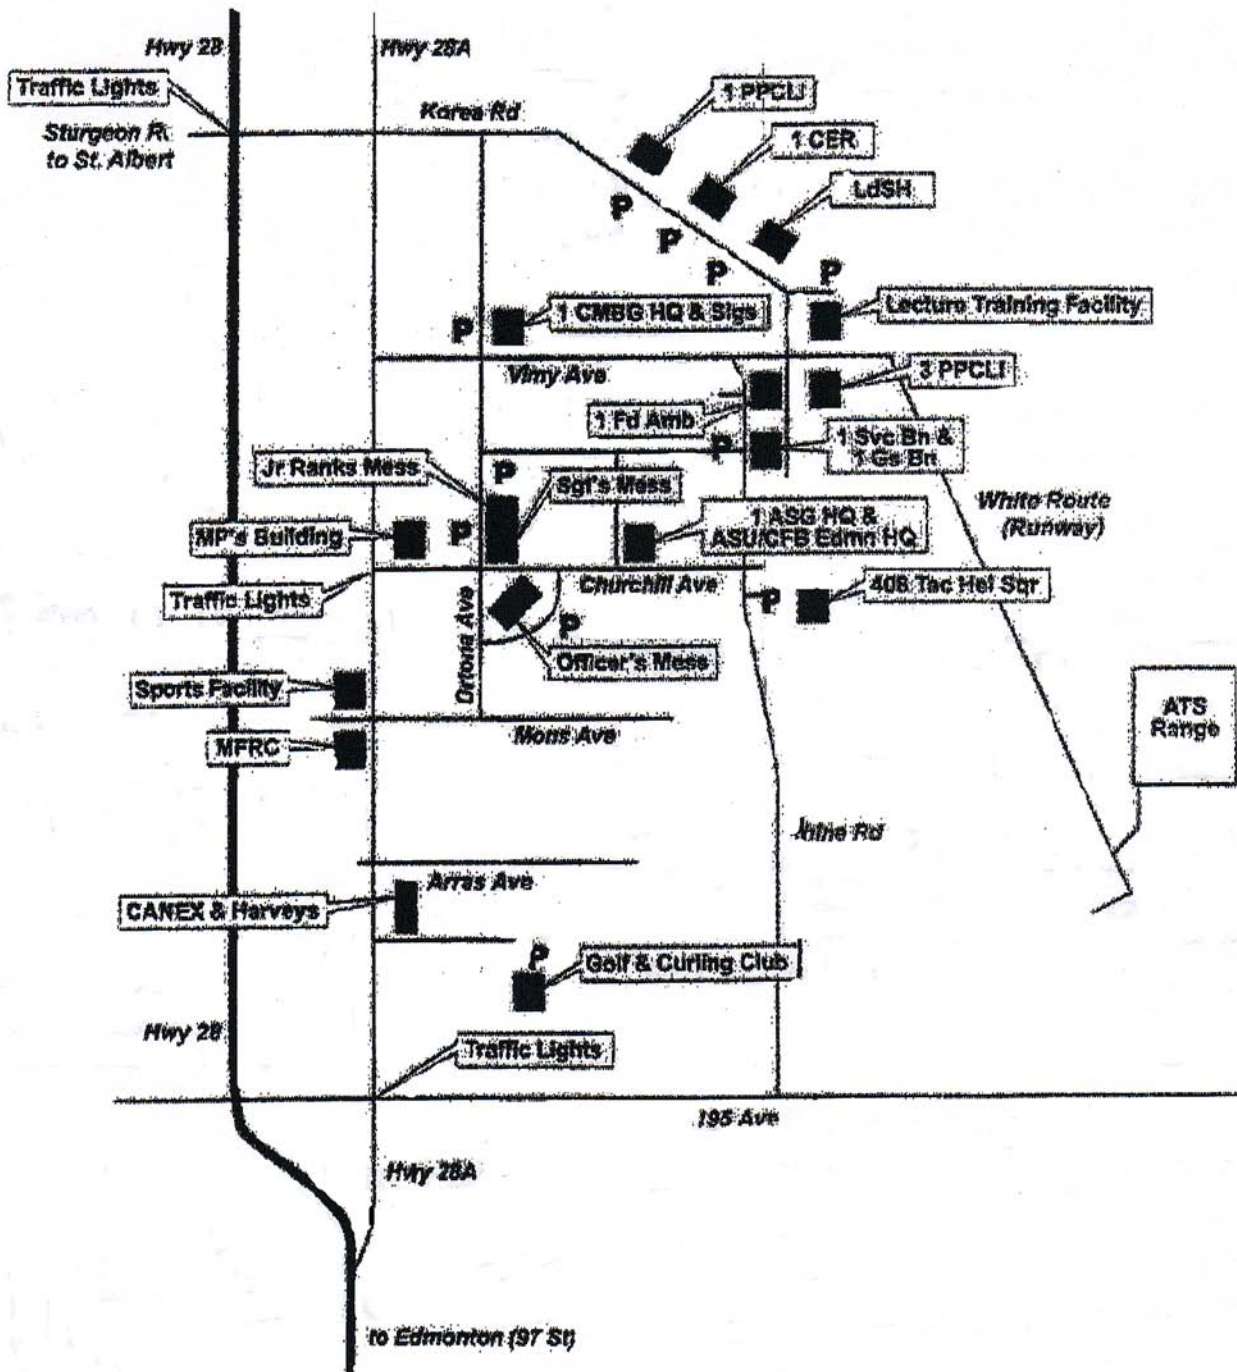 Hwy 28
Hwy 28A
Traffic Lights
Korea Rd
1 PPCLI
Sturgeon R.
to St. Albert
1 CER
LdSH
P
P
P
P
Lecture Training Facility
1 CMBG HQ & Sigs
P
Vimy Ave
3 PPCLI
1 Fd Amb
P
1 Svc Bn &
1 Gs Bn
Jr Ranks Mess
P
Sgt's Mess
White Route
(Runway)
MP's Building
P
1 ASG HQ &
ASU/CFB Edmn HQ
Traffic Lights
Churchill Ave
408 Tac Hel Sqr
P
Ortona Ave
P
Officer's Mess
Sports Facility
ATS
Range
Mons Ave
MFRC
Rd
Arras Ave
CANEX & Harveys
P
Golf & Curling Club
Hwy 28
Traffic Lights
195 Ave
Hwy 28A
to Edmonton (97 St)